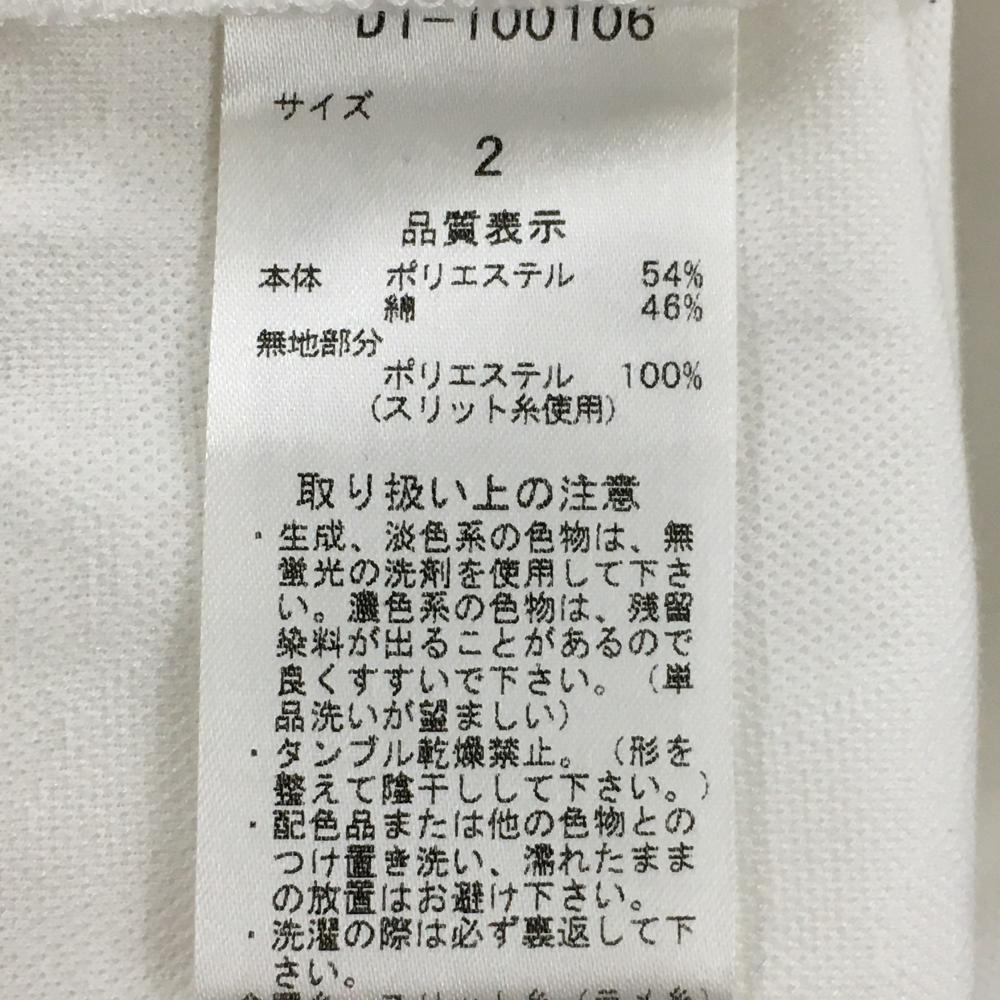 D1-100106
サイズ
2
品質表示
本体 ポリエステル 54%
綿 46%
無地部分
ポリエステル 100%
(スリット糸使用)
取り扱い上の注意
・生成、淡色系の色物は、無
蛍光の洗剤を使用して下さ
い。濃色系の色物は、残留
染料が出ることがあるので
良くすすいで下さい。(単
品洗いが望ましい)
・タンブル乾燥禁止。(形を
整えて陰干しして下さい。)
・配色品または他の色物との
つけ置き洗い、濡れたまま
の放置はお避け下さい。
・洗濯の際は必ず裏返して下
さい。